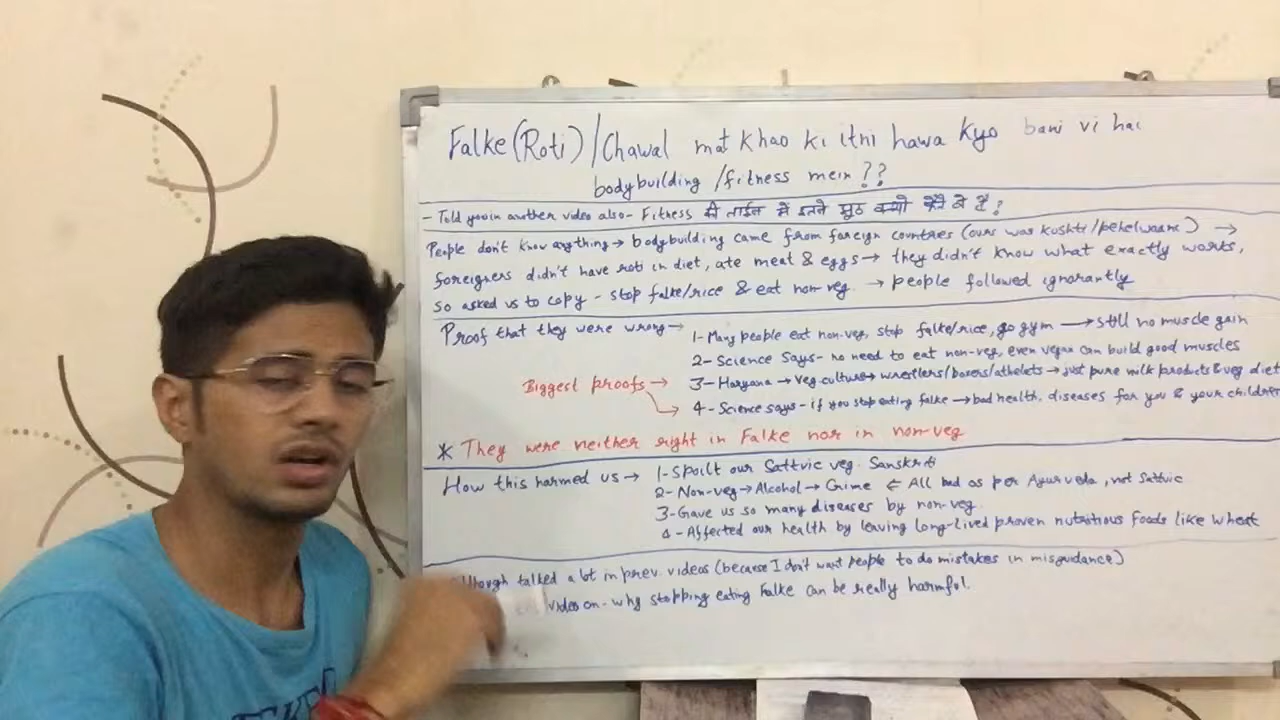 Falke(Roti)/Chawal mat khao ki itni hawa kyo bani vi hai
bodybuilding/fitness mein??
- Told you in another video also - Fitness की लाईन में इतने झूठ क्यों फैले वे हैं?
People don't know anything → bodybuilding came from foreign countries (ours was kushti/pehelwaani) →
foreigners didn't have roti in diet, ate meat & eggs → they didn't know what exactly works,
So asked us to copy - stop falke/rice & eat non-veg. → people followed ignorantly
Proof that they were wrong → 1- Many people eat non-veg, stop falke/rice, go gym → still no muscle gain
2- Science says - no need to eat non-veg, even vegan can build good muscles
Biggest proofs → 3- Haryana → veg culture → wrestlers/boxers/athelets → just pure milk products & veg diet
4- Science says - if you stop eating falke → bad health, diseases for you & your children
* They were neither right in Falke nor in non-veg
How this harmed us → 1- Spoilt our Sattvic veg. Sanskriti
2- Non-veg → Alcohol → Crime ← All bad as per Ayurveda, not Sattvic
3- Gave us so many diseases by non-veg
4- Affected our health by leaving long-lived proven nutritious foods like wheat
though talked a lot in prev. videos (because I don't want people to do mistakes in misguidance)
video on - why stopping eating Falke can be really harmful.